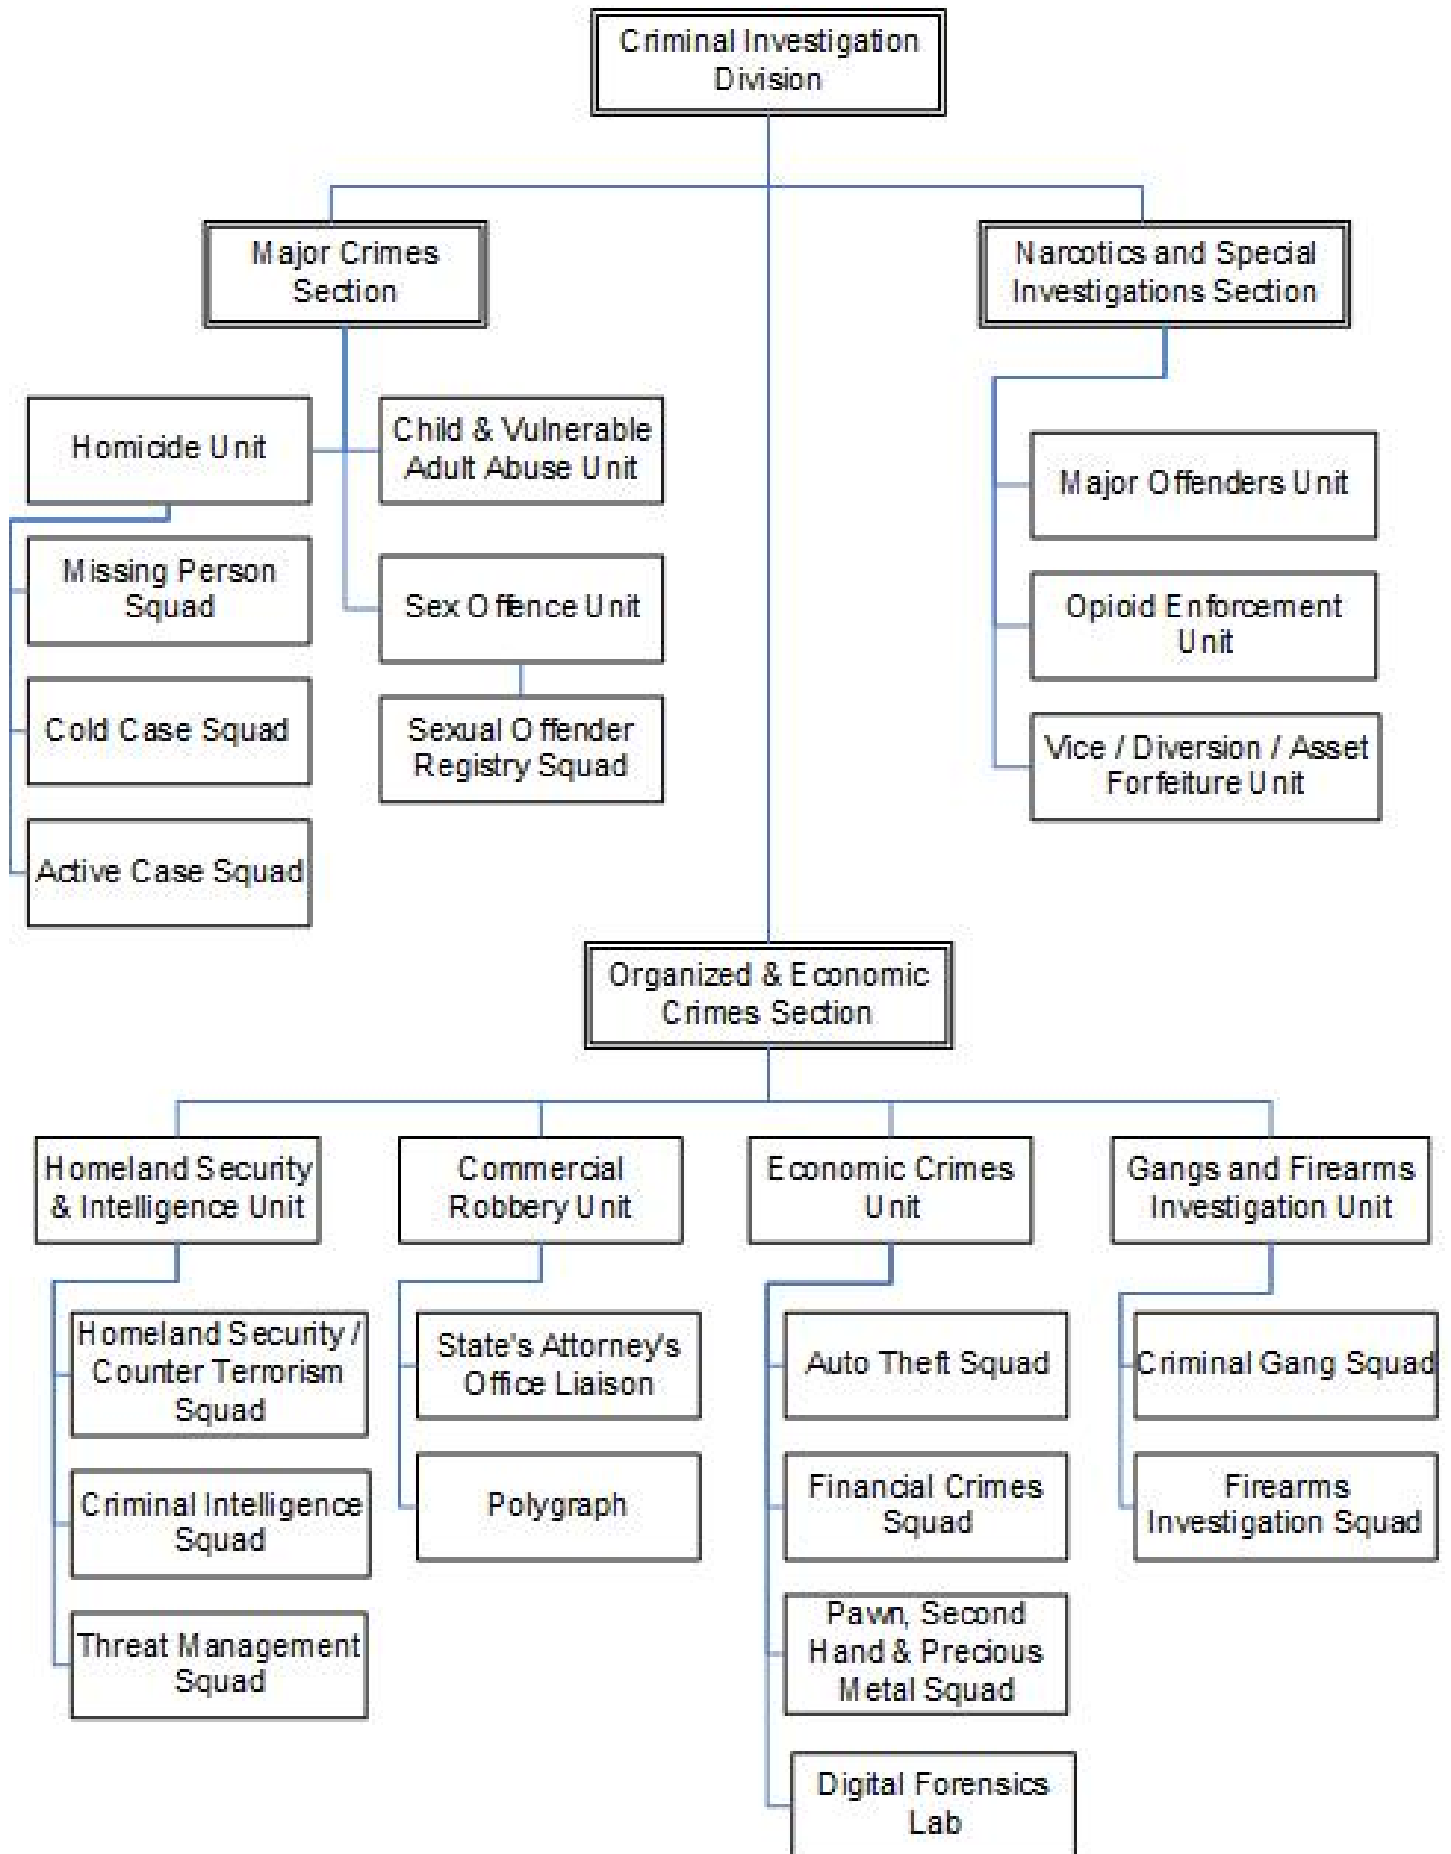 Criminal Investigation
Division
Major Crimes
Section
Narcotics and Special
Investigations Section
Homicide Unit
Child & Vulnerable
Adult Abuse Unit
Major Offenders Unit
Missing Person
Squad
Sex Offence Unit
Opioid Enforcement
Unit
Cold Case Squad
Sexual Offender
Registry Squad
Vice / Diversion / Asset
Forfeiture Unit
Active Case Squad
Organized & Economic
Crimes Section
Homeland Security
& Intelligence Unit
Commercial
Robbery Unit
Economic Crimes
Unit
Gangs and Firearms
Investigation Unit
Homeland Security /
Counter Terrorism
Squad
State's Attorney's
Office Liaison
Auto Theft Squad
Criminal Gang Squad
Criminal Intelligence
Squad
Polygraph
Financial Crimes
Squad
Firearms
Investigation Squad
Threat Management
Squad
Pawn, Second
Hand & Precious
Metal Squad
Digital Forensics
Lab